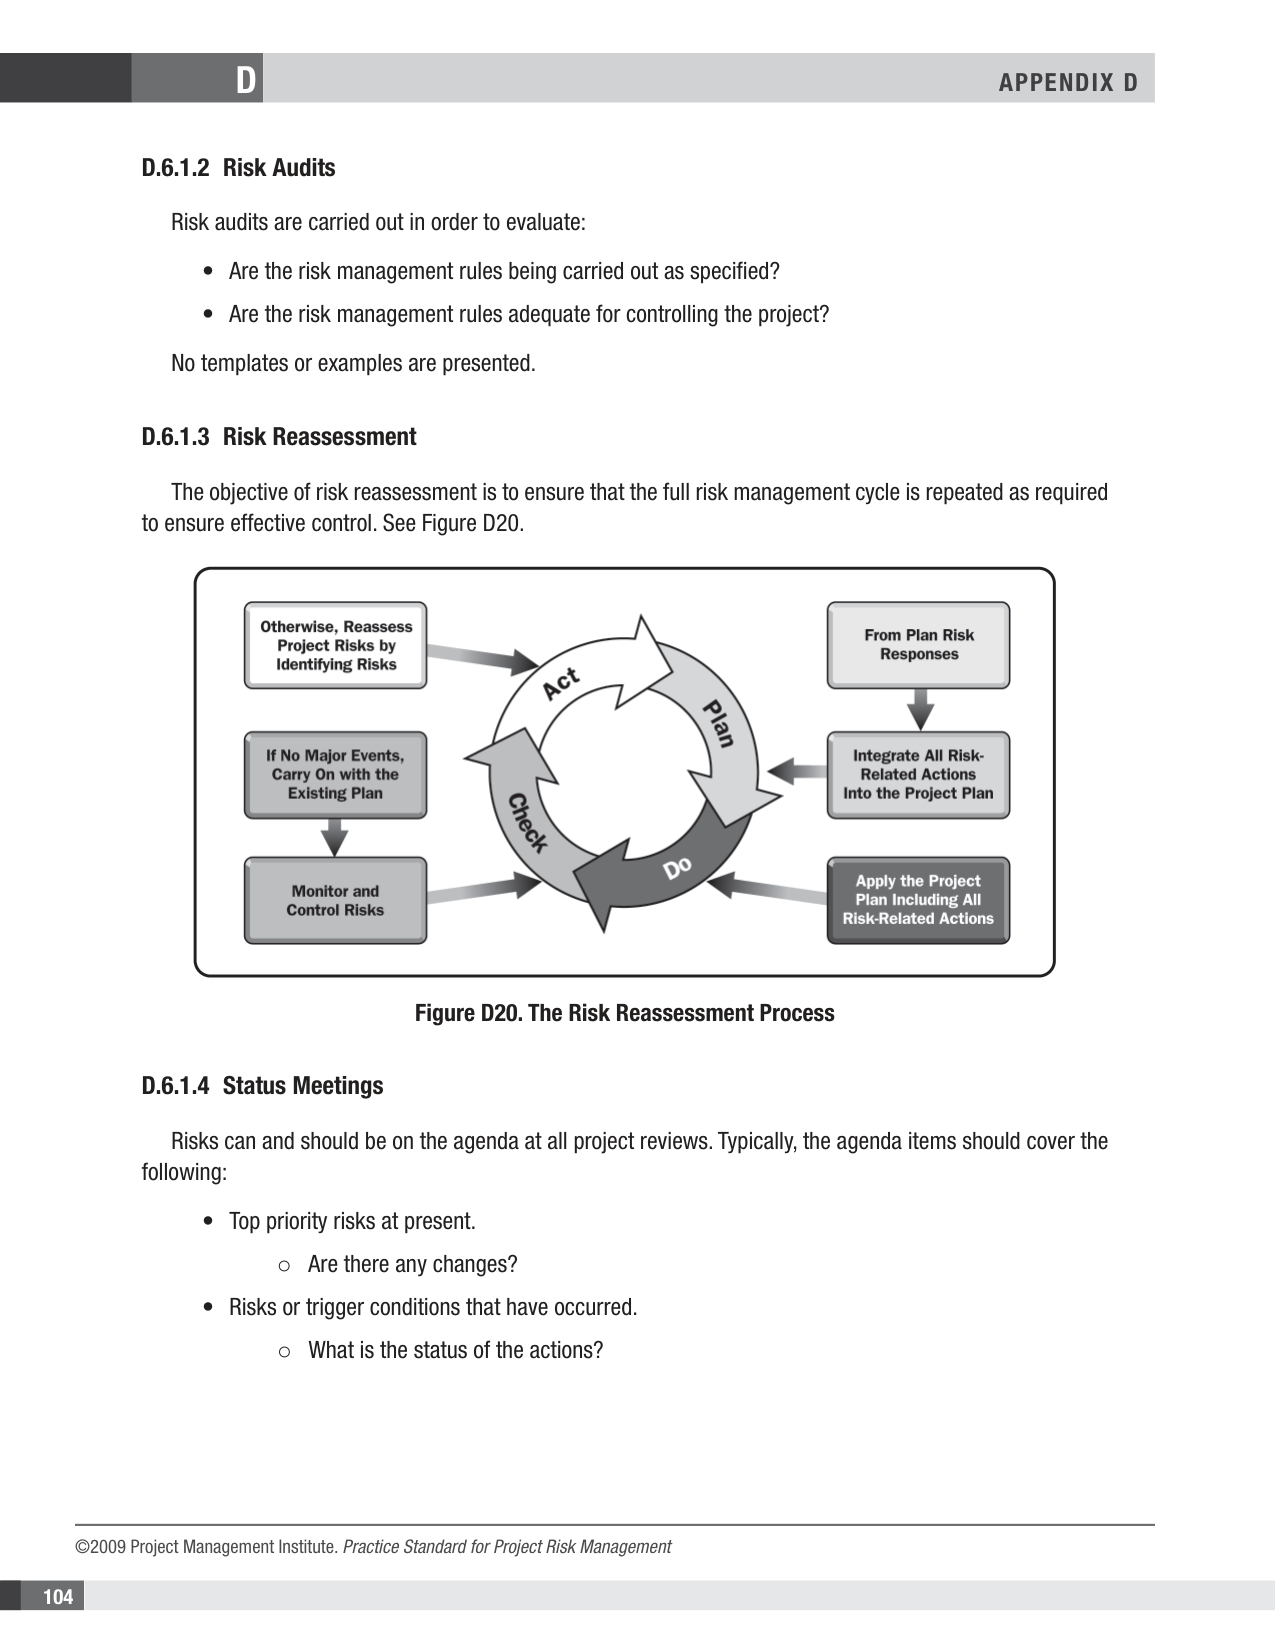 D
APPENDIX D
D.6.1.2 Risk Audits
Risk audits are carried out in order to evaluate:
• Are the risk management rules being carried out as specified?
• Are the risk management rules adequate for controlling the project?
No templates or examples are presented.
D.6.1.3 Risk Reassessment
The objective of risk reassessment is to ensure that the full risk management cycle is repeated as required
to ensure effective control. See Figure D20.
Otherwise, Reassess
Project Risks by
Identifying Risks
If No Major Events,
Carry On with the
Existing Plan
Monitor and
Control Risks
Act
Plan
Do
Check
From Plan Risk
Responses
Integrate All Risk-
Related Actions
Into the Project Plan
Apply the Project
Plan Including All
Risk-Related Actions
Figure D20. The Risk Reassessment Process
D.6.1.4 Status Meetings
Risks can and should be on the agenda at all project reviews. Typically, the agenda items should cover the
following:
• Top priority risks at present.
○ Are there any changes?
• Risks or trigger conditions that have occurred.
○ What is the status of the actions?
©2009 Project Management Institute. Practice Standard for Project Risk Management
104